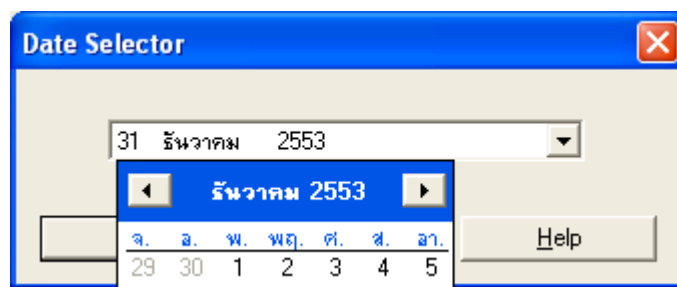 Date Selector
31 ธันวาคม 2553
ธันวาคม 2553
จ. อ. พ. พฤ. ศ. ส. อา.
29 30 1 2 3 4 5
Help